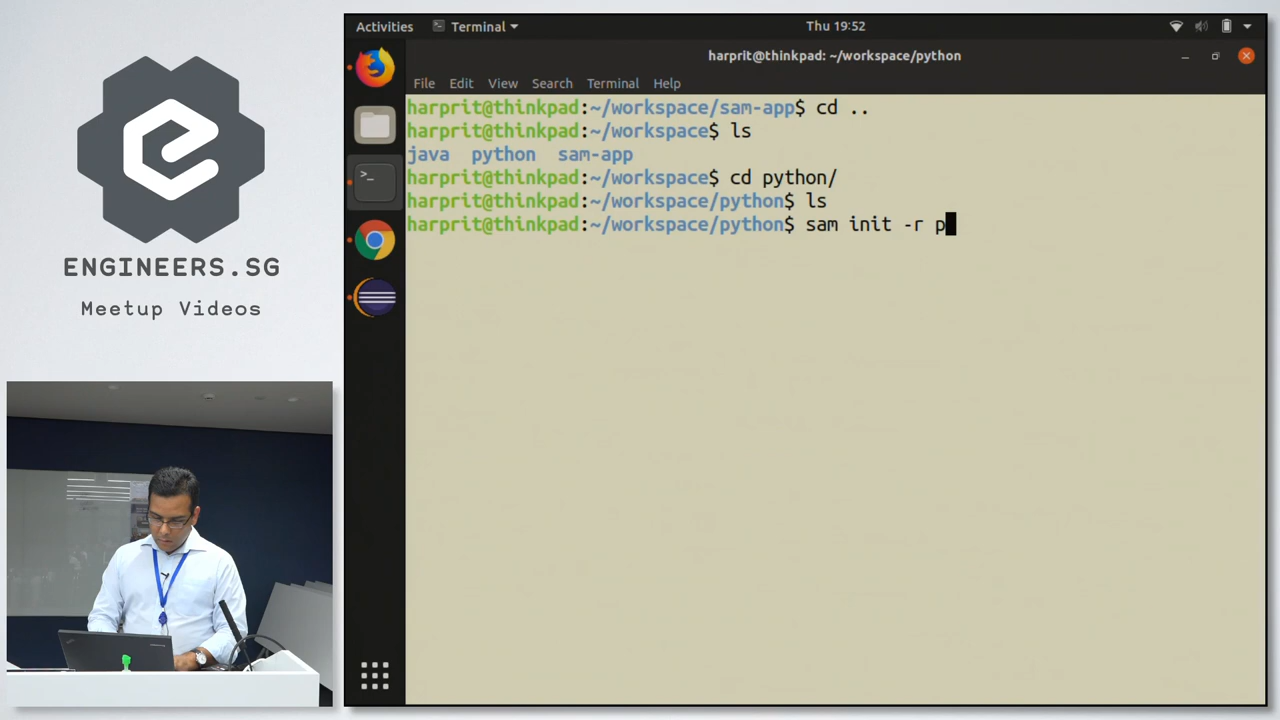 ENGINEERS.SG
Meetup Videos
Activities
Terminal
Thu 19:52
harprit@thinkpad: ~/workspace/python
File Edit View Search Terminal Help
harprit@thinkpad:~/workspace/sam-app$ cd ..
harprit@thinkpad:~/workspace$ ls
java python sam-app
harprit@thinkpad:~/workspace$ cd python/
harprit@thinkpad:~/workspace/python$ ls
harprit@thinkpad:~/workspace/python$ sam init -r p